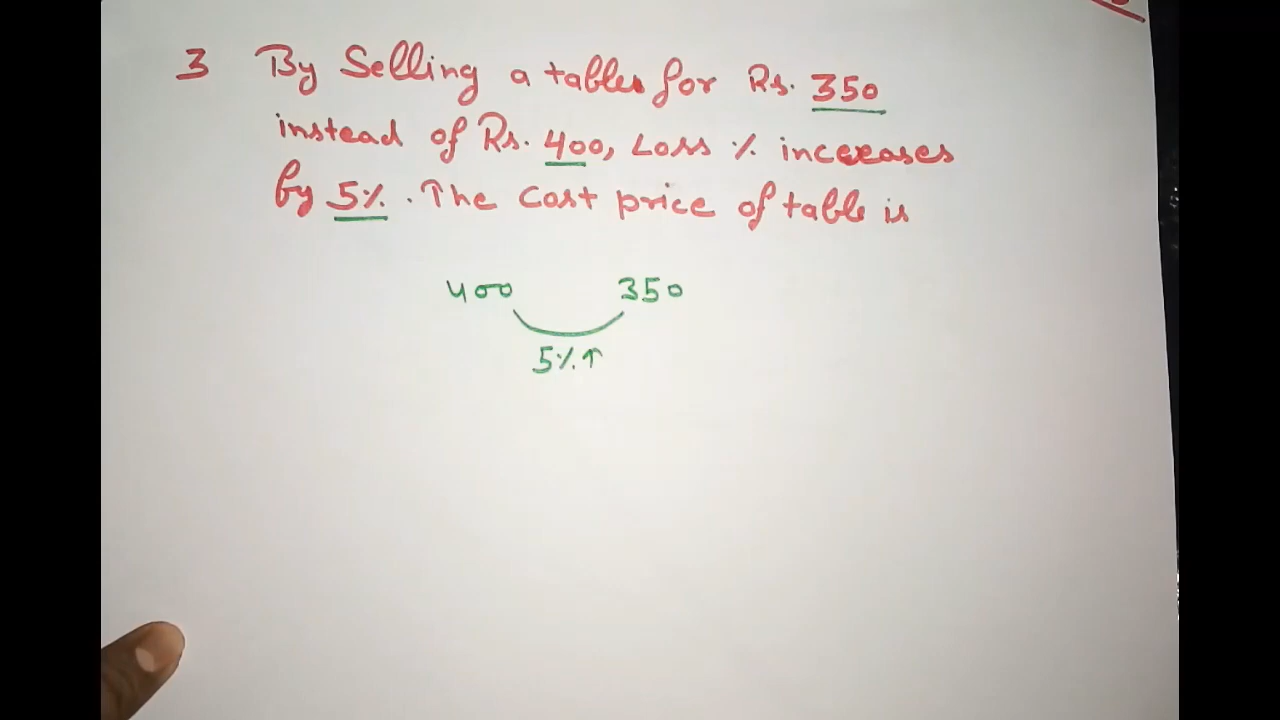 3 By Selling a tables for Rs. 350
instead of Rs. 400, Loss % increases
by 5%. The Cost price of table is
400 350
5%↑